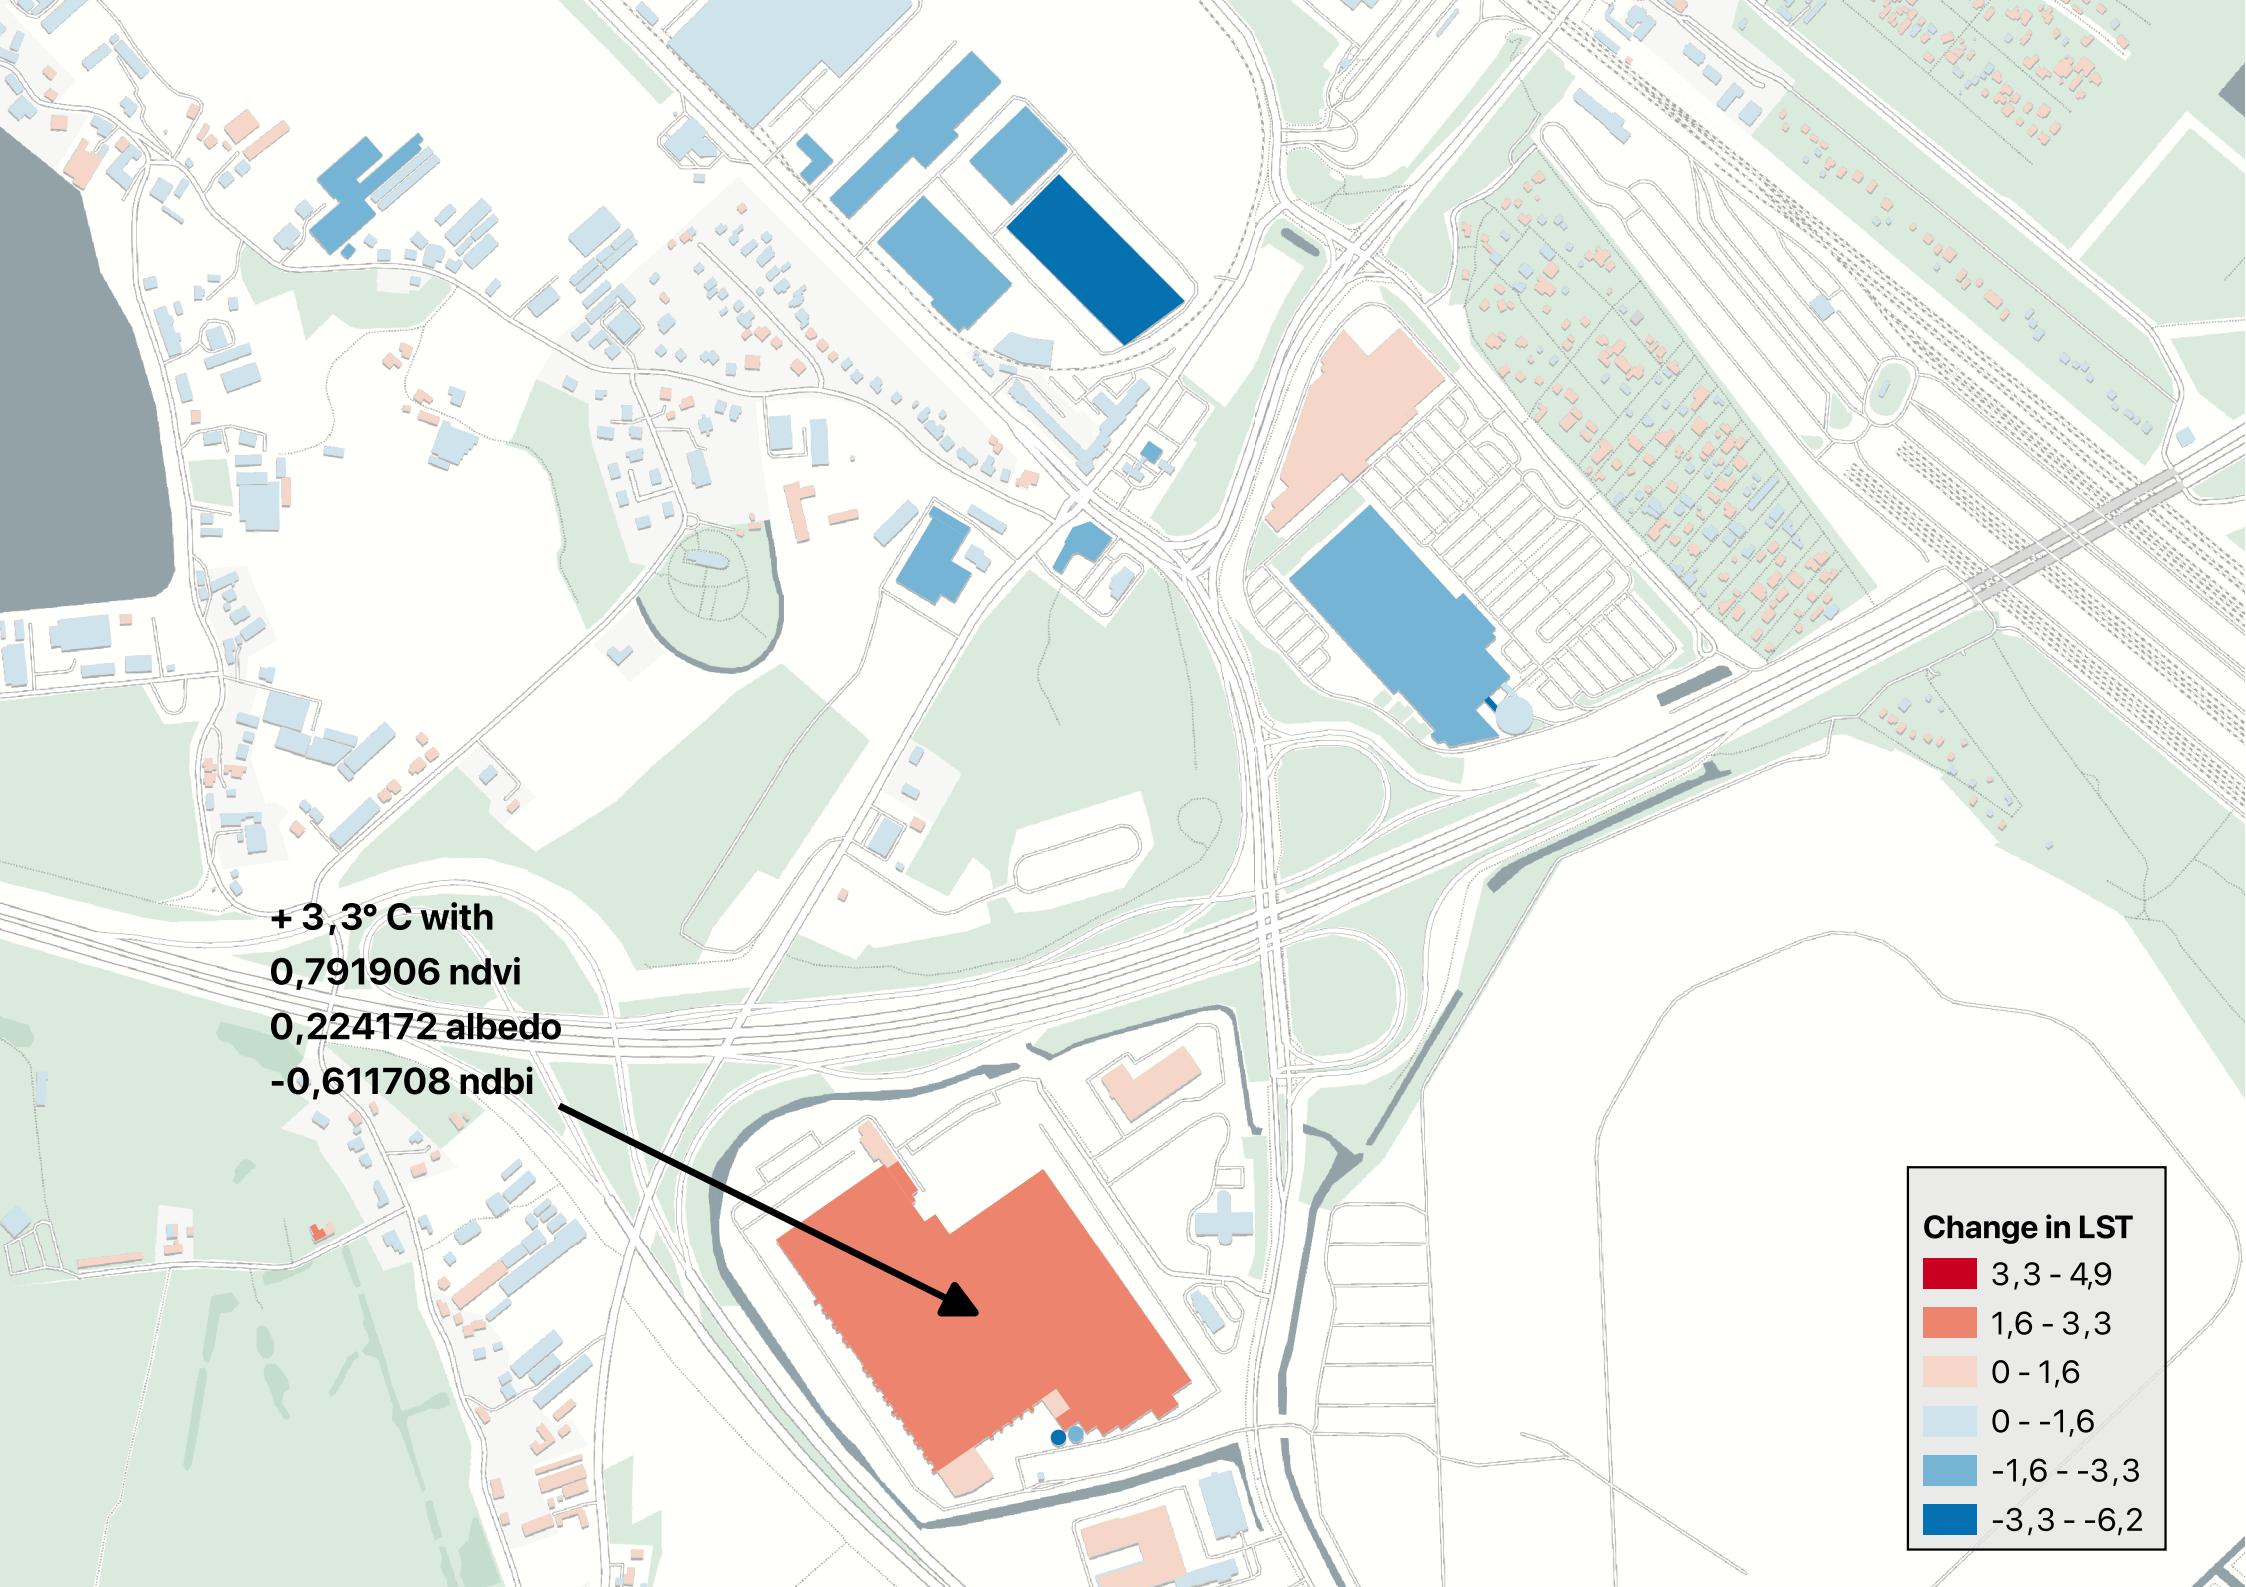 + 3,3° C with
0,791906 ndvi
0,224172 albedo
-0,611708 ndbi
Change in LST
3,3 - 4,9
1,6 - 3,3
0 - 1,6
0 - -1,6
-1,6 - -3,3
-3,3 - -6,2